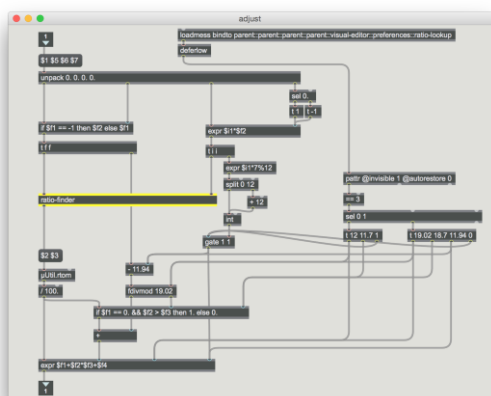 adjust
1
loadmess bindto parent::parent::parent::parent::visual-editor::preferences::ratio-lookup
deferlow
$1 $5 $6 $7
unpack 0. 0. 0. 0.
sel 0.
t 1
t -1
if $f1 == -1 then $f2 else $f1
expr $i1*$f2
t f f
t i i
expr $i1*7%12
split 0 12
pattr @invisible 1 @autorestore 0
ratio-finder
+ 12
== 3
int
sel 0 1
gate 1 1
t 12 11.7 1
t 19.02 18.7 11.94 0
$2 $3
- 11.94
µUtil.rtom
/ 100.
fdivmod 19.02
if $f1 == 0. && $f2 > $f3 then 1. else 0.
+
expr $f1+$f2*$f3+$f4
1